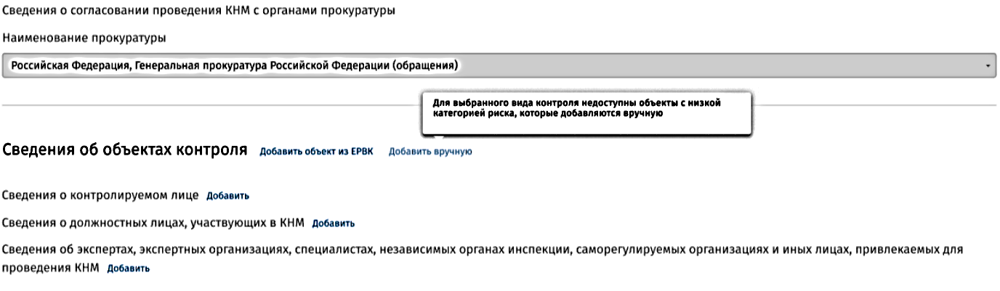 Сведения о согласовании проведения КНМ с органами прокуратуры
Наименование прокуратуры
Российская Федерация, Генеральная прокуратура Российской Федерации (обращения)
Для выбранного вида контроля недоступны объекты с низкой
категорией риска, которые добавляются вручную
Сведения об объектах контроля Добавить объект из ЕРВК Добавить вручную
Сведения о контролируемом лице Добавить
Сведения о должностных лицах, участвующих в КНМ Добавить
Сведения об экспертах, экспертных организациях, специалистах, независимых органах инспекции, саморегулируемых организациях и иных лицах, привлекаемых для
проведения КНМ Добавить